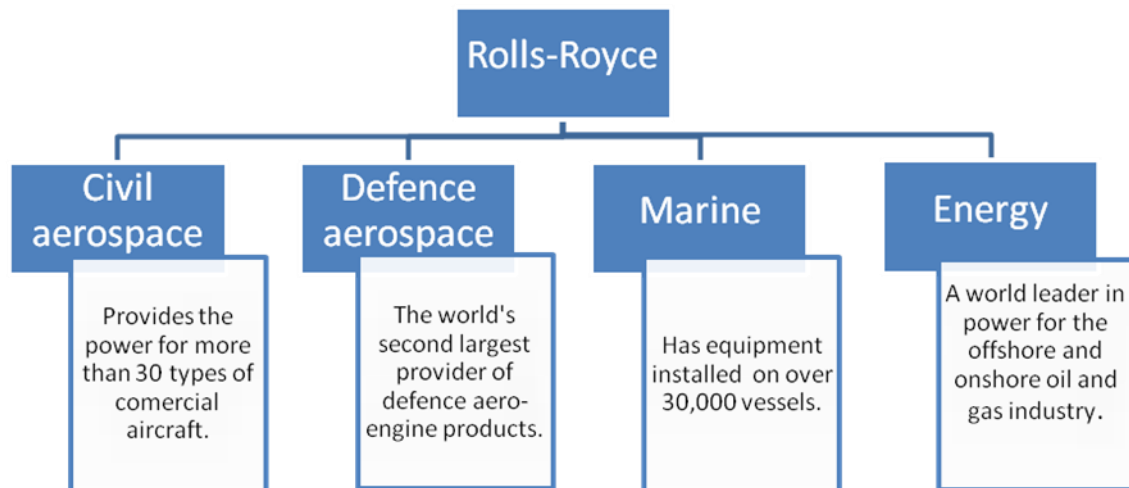 Rolls-Royce
Civil
aerospace
Provides the
power for more
than 30 types of
comercial
aircraft.
Defence
aerospace
The world's
second largest
provider of
defence aero-
engine products.
Marine
Has equipment
installed on over
30,000 vessels.
Energy
A world leader in
power for the
offshore and
onshore oil and
gas industry.